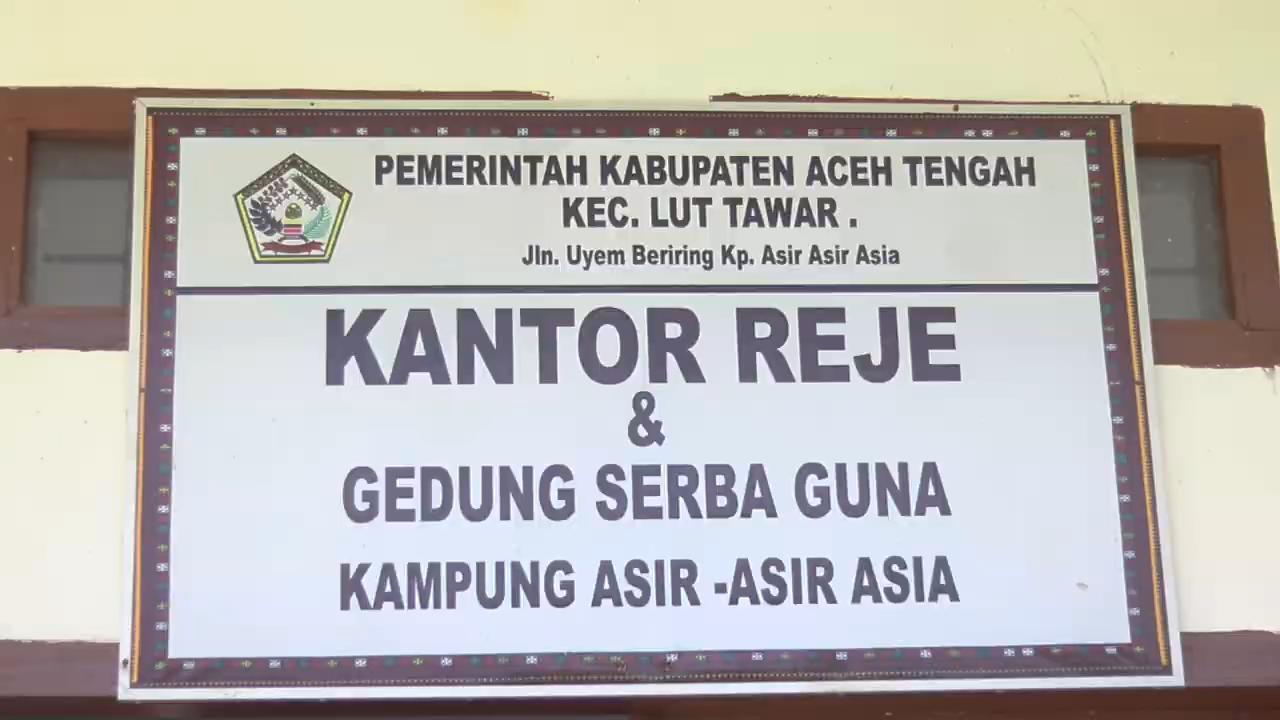 PEMERINTAH KABUPATEN ACEH TENGAH
KEC. LUT TAWAR .
Jln. Uyem Beriring Kp. Asir Asir Asia
KANTOR REJE
&
GEDUNG SERBA GUNA
KAMPUNG ASIR -ASIR ASIA